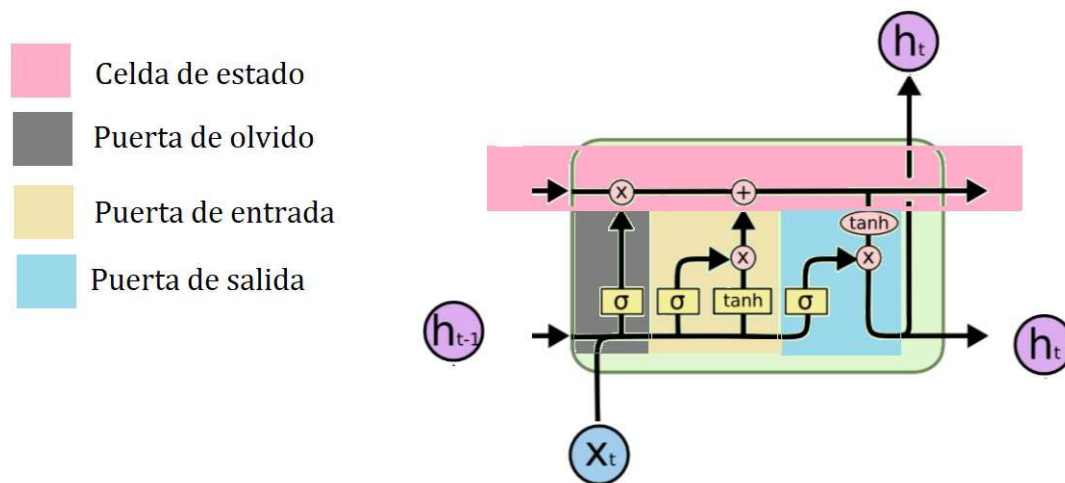 Celda de estado
Puerta de olvido
Puerta de entrada
Puerta de salida
hₜ
x
+
tanh
x
x
σ
σ
tanh
σ
hₜ₋₁
hₜ
Xₜ